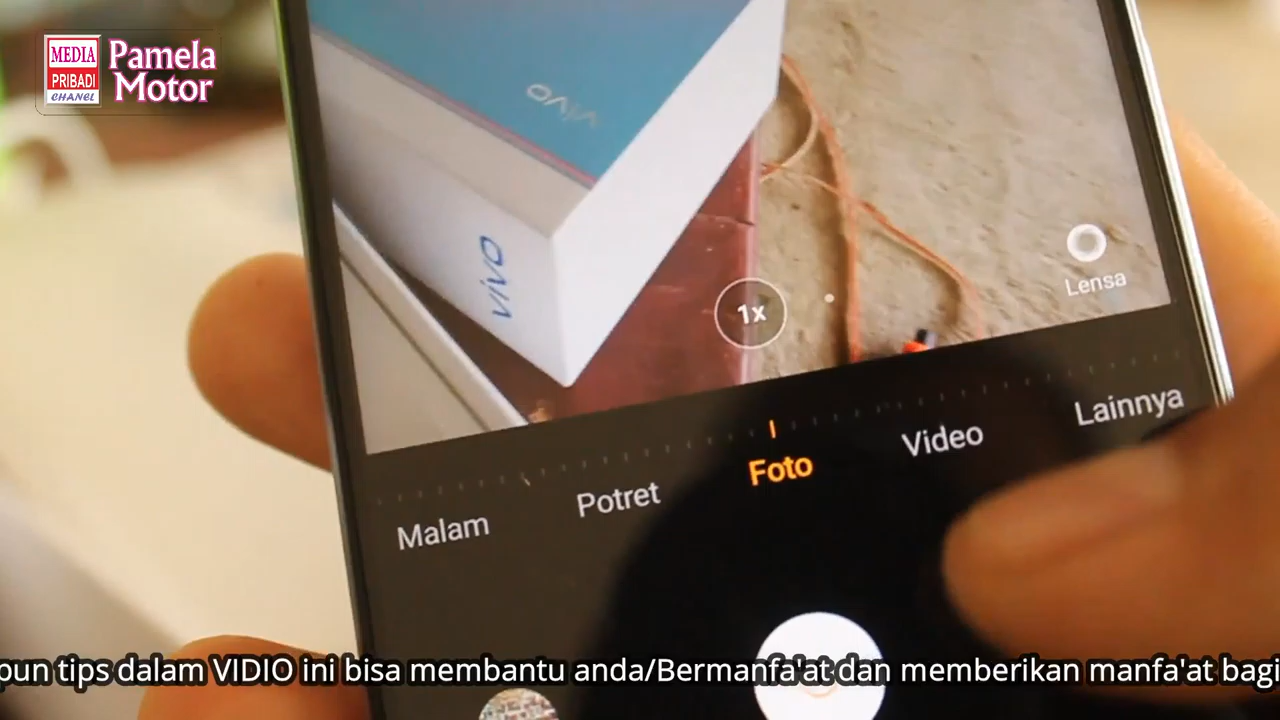 MEDIA
PRIBADI
CHANEL
Pamela
Motor
vivo
vivo
1x
Lensa
Malam
Potret
Foto
Video
Lainnya
pun tips dalam VIDIO ini bisa membantu anda/Bermanfa'at dan memberikan manfa'at bagi